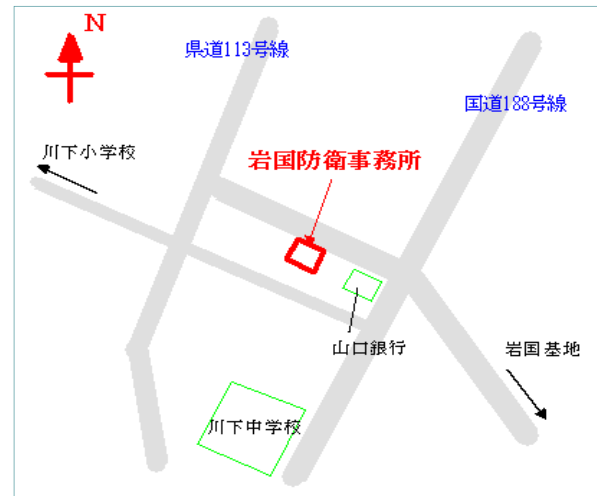 N
県道113号線
国道188号線
川下小学校
岩国防衛事務所
山口銀行
岩国基地
川下中学校